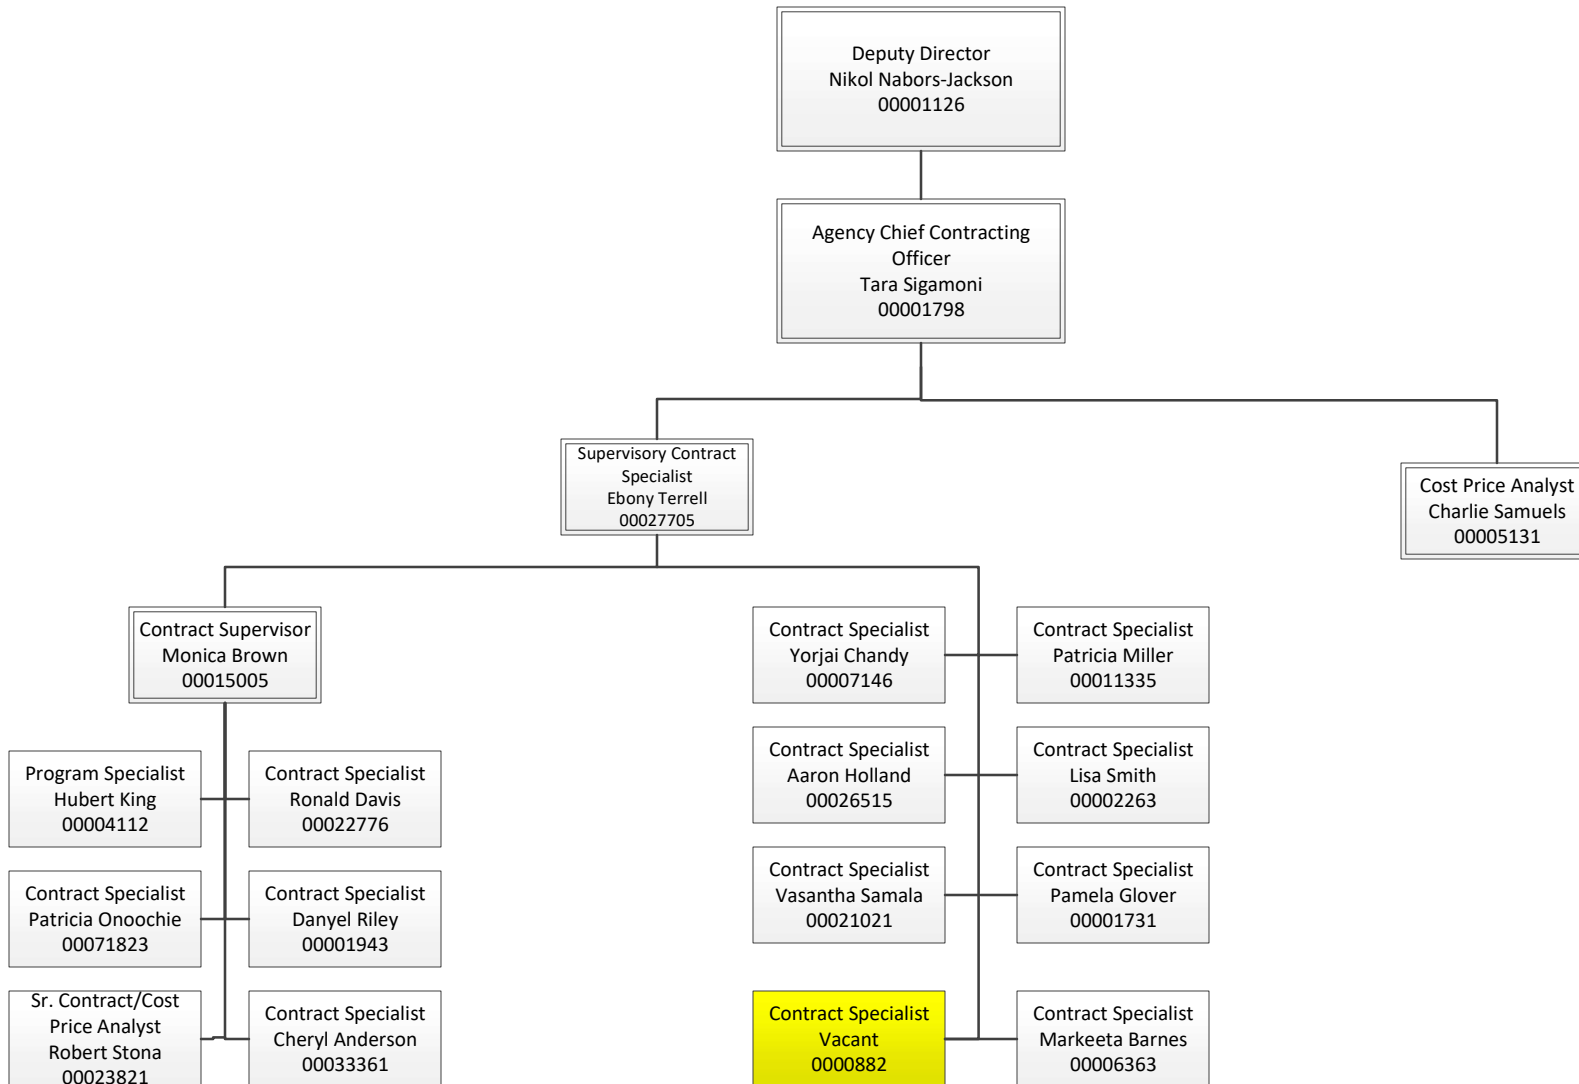 Deputy Director
Nikol Nabors-Jackson
00001126
Agency Chief Contracting
Officer
Tara Sigamoni
00001798
Supervisory Contract
Specialist
Ebony Terrell
00027705
Cost Price Analyst
Charlie Samuels
00005131
Contract Supervisor
Monica Brown
00015005
Program Specialist
Hubert King
00004112
Contract Specialist
Ronald Davis
00022776
Contract Specialist
Patricia Onoochie
00071823
Contract Specialist
Danyel Riley
00001943
Sr. Contract/Cost
Price Analyst
Robert Stona
00023821
Contract Specialist
Cheryl Anderson
00033361
Contract Specialist
Yorjai Chandy
00007146
Contract Specialist
Patricia Miller
00011335
Contract Specialist
Aaron Holland
00026515
Contract Specialist
Lisa Smith
00002263
Contract Specialist
Vasantha Samala
00021021
Contract Specialist
Pamela Glover
00001731
Contract Specialist
Vacant
0000882
Contract Specialist
Markeeta Barnes
00006363